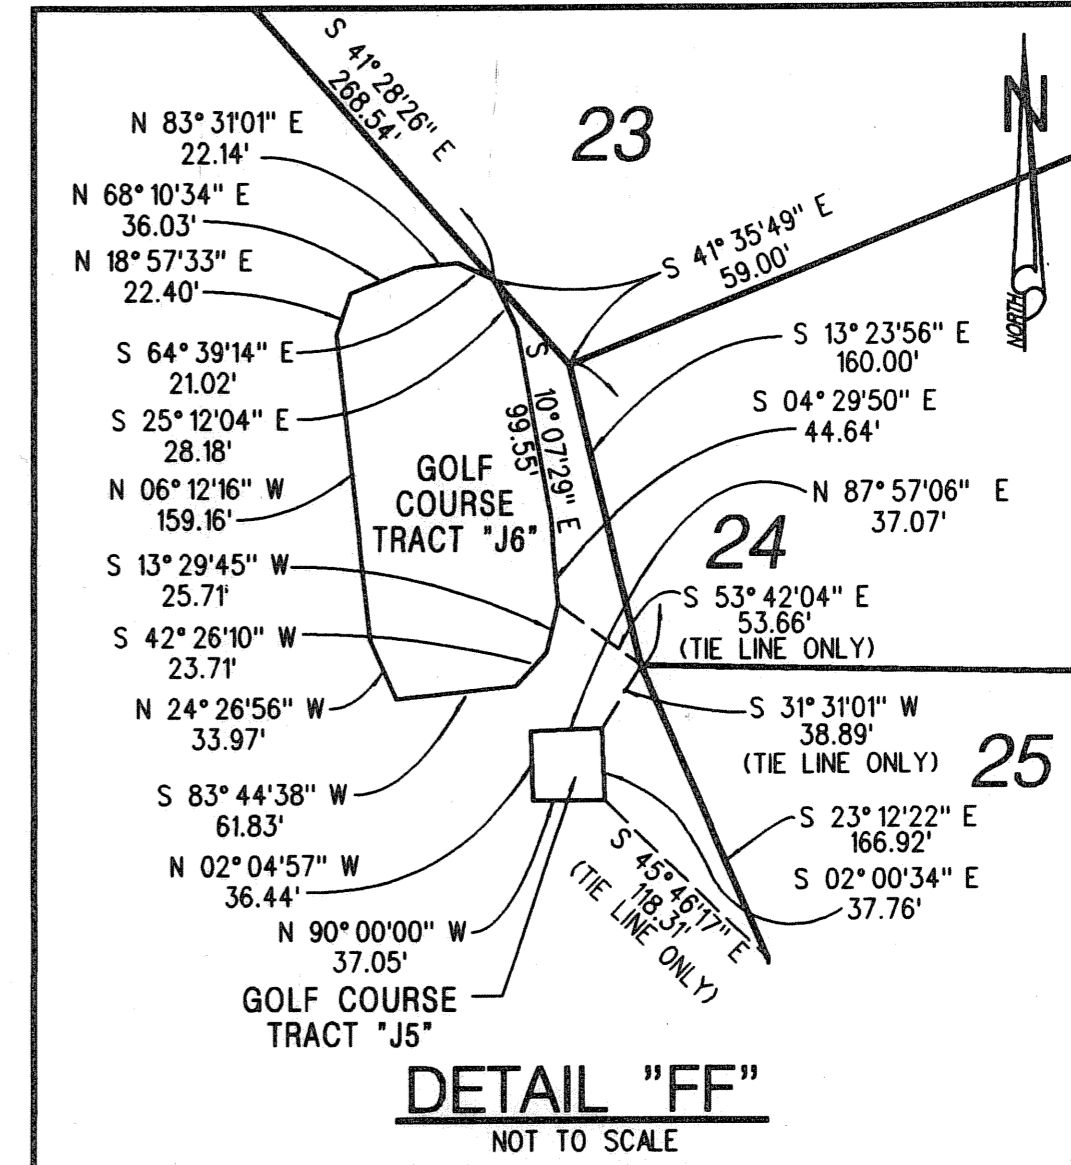 S 41°28'26" E
268.54'
23
N
NORTH
N 83°31'01" E
22.14'
N 68°10'34" E
36.03'
N 18°57'33" E
22.40'
S 41°35'49" E
59.00'
S 64°39'14" E
21.02'
S 25°12'04" E
28.18'
N 06°12'16" W
159.16'
S 13°29'45" W
25.71'
S 42°26'10" W
23.71'
N 24°26'56" W
33.97'
S 83°44'38" W
61.83'
N 02°04'57" W
36.44'
N 90°00'00" W
37.05'
GOLF COURSE
TRACT "J5"
S 10°07'29" E
99.55'
GOLF
COURSE
TRACT "J6"
S 13°23'56" E
160.00'
S 04°29'50" E
44.64'
N 87°57'06" E
37.07'
24
S 53°42'04" E
53.66'
(TIE LINE ONLY)
S 31°31'01" W
38.89'
(TIE LINE ONLY)
25
S 23°12'22" E
166.92'
S 02°00'34" E
37.76'
S 45°46'17" E
118.31'
(TIE LINE ONLY)
DETAIL "FF"
NOT TO SCALE